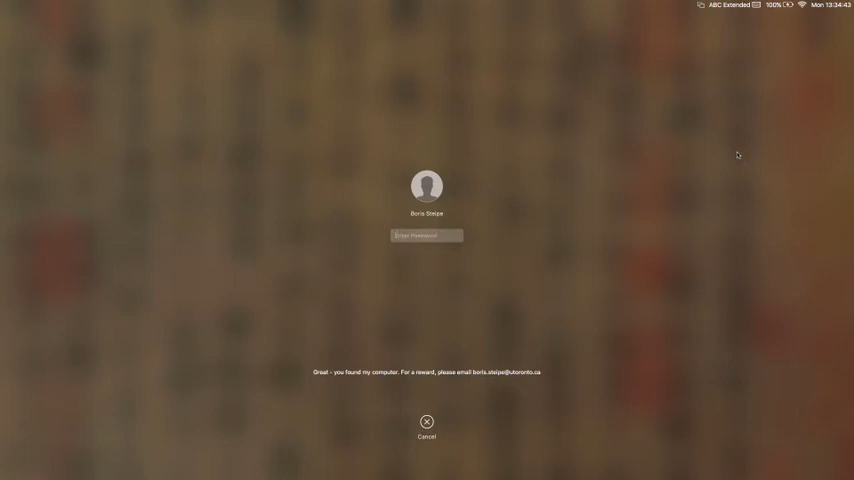 ABC Extended 100% Mon 13:34:43
Boris Steipe
Enter Password
Great - you found my computer. For a reward, please email boris.steipe@utoronto.ca
Cancel